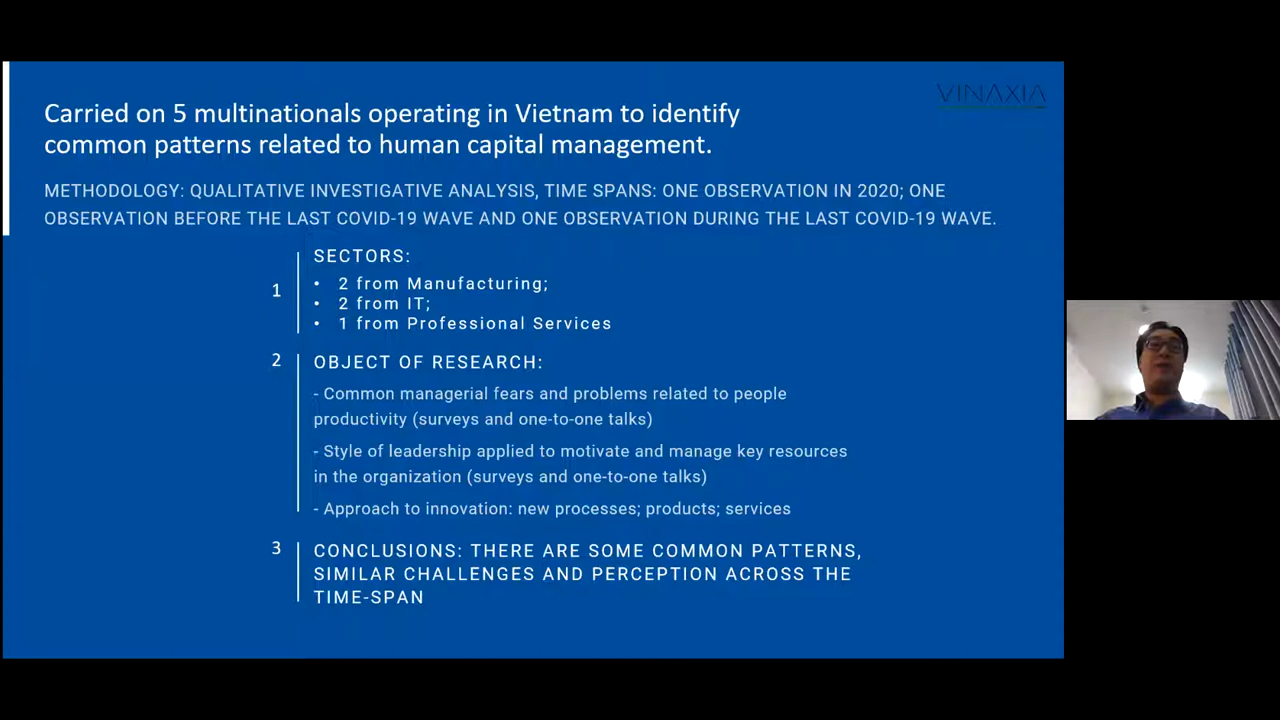 VINAXIA
Carried on 5 multinationals operating in Vietnam to identify
common patterns related to human capital management.
METHODOLOGY: QUALITATIVE INVESTIGATIVE ANALYSIS, TIME SPANS: ONE OBSERVATION IN 2020; ONE
OBSERVATION BEFORE THE LAST COVID-19 WAVE AND ONE OBSERVATION DURING THE LAST COVID-19 WAVE.
1
SECTORS:
• 2 from Manufacturing;
• 2 from IT;
• 1 from Professional Services
2
OBJECT OF RESEARCH:
- Common managerial fears and problems related to people
productivity (surveys and one-to-one talks)
- Style of leadership applied to motivate and manage key resources
in the organization (surveys and one-to-one talks)
- Approach to innovation: new processes; products; services
3
CONCLUSIONS: THERE ARE SOME COMMON PATTERNS,
SIMILAR CHALLENGES AND PERCEPTION ACROSS THE
TIME-SPAN